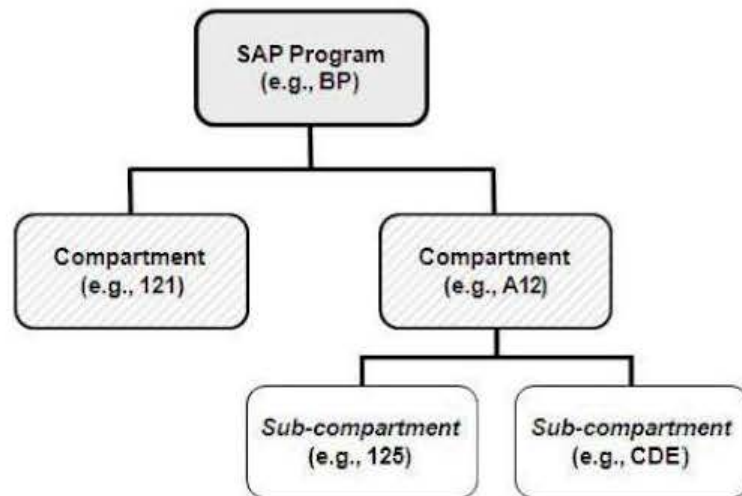 SAP Program
(e.g., BP)
Compartment
(e.g., 121)
Compartment
(e.g., A12)
Sub-compartment
(e.g., 125)
Sub-compartment
(e.g., CDE)